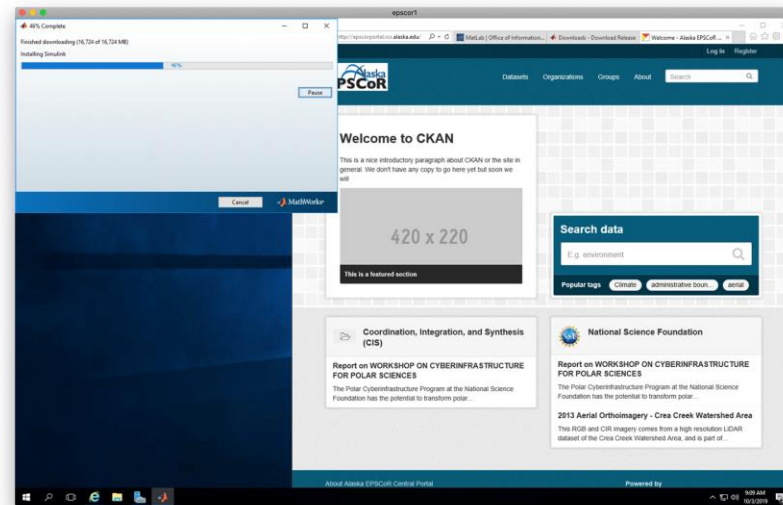 epscor1
46% Complete
Finished downloading (16,724 of 16,724 MB)
Installing Simulink
46%
Pause
Cancel
MathWorks
MatLab | Office of Information...
Downloads - Download Release
Welcome - Alaska EPSCoR ...
Log in Register
Alaska
PSCoR
Datasets Organizations Groups About Search
Welcome to CKAN
This is a nice introductory paragraph about CKAN or the site in
general. We don't have any copy to go here yet but soon we
will
420 x 220
This is a featured section
Search data
E.g. environment
Popular tags Climate administrative boun... aerial
Coordination, Integration, and Synthesis
(CIS)
Report on WORKSHOP ON CYBERINFRASTRUCTURE
FOR POLAR SCIENCES
The Polar Cyberinfrastructure Program at the National Science
Foundation has the potential to transform polar...
National Science Foundation
Report on WORKSHOP ON CYBERINFRASTRUCTURE
FOR POLAR SCIENCES
The Polar Cyberinfrastructure Program at the National Science
Foundation has the potential to transform polar...
2013 Aerial Orthoimagery - Crea Creek Watershed Area
This RGB and CIR imagery comes from a high resolution LiDAR
dataset of the Crea Creek Watershed Area, and is part of...
About Alaska EPSCoR Central Portal
Powered by
9:09 AM
10/3/2019